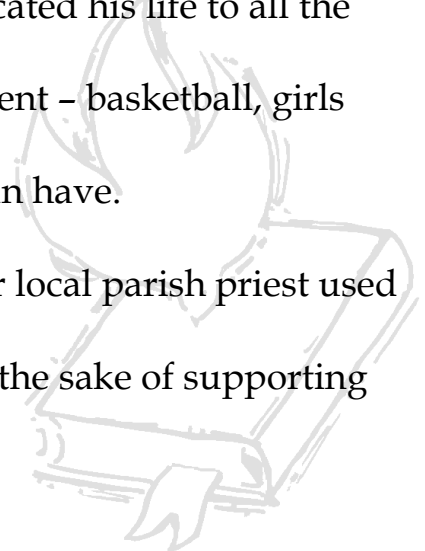 cated his life to all the
ent – basketball, girls
n have.
r local parish priest used
the sake of supporting